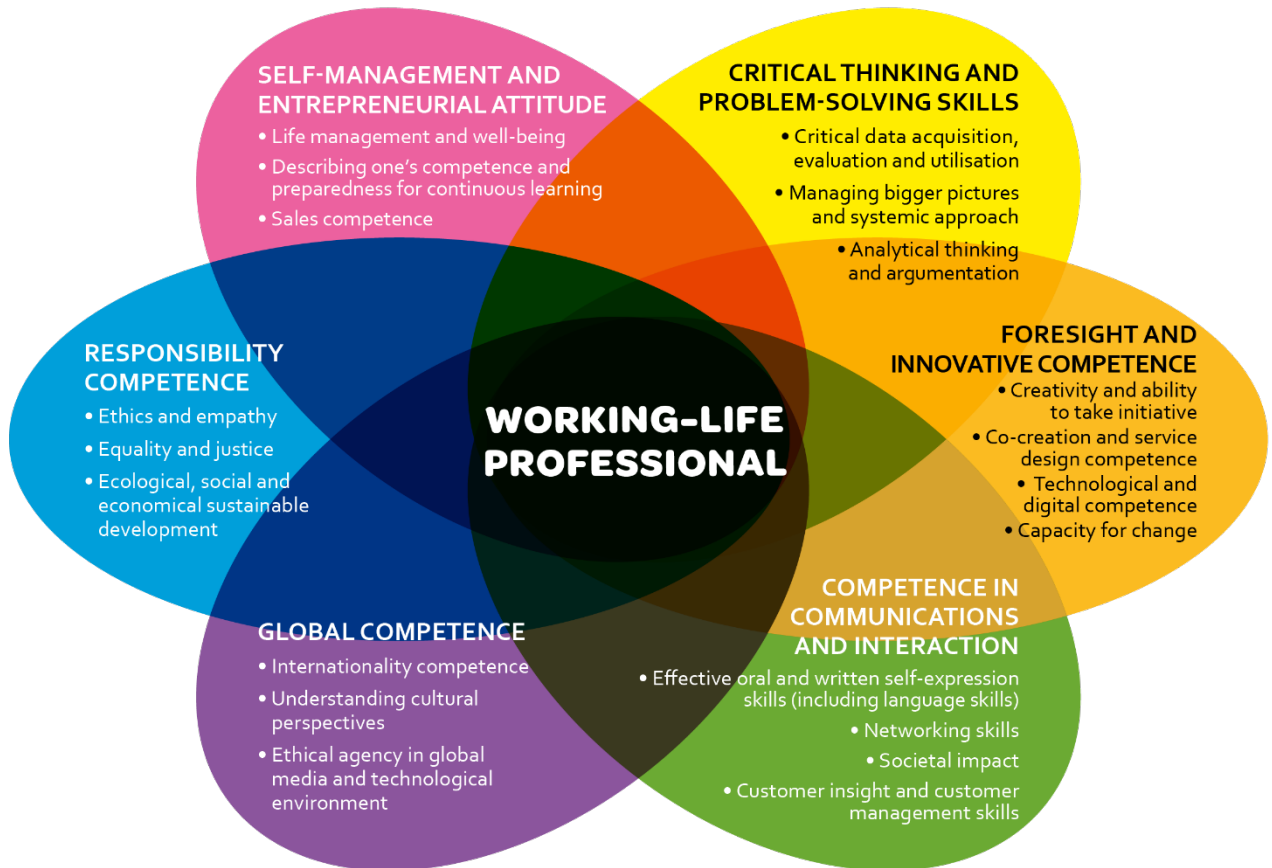 SELF-MANAGEMENT AND
ENTREPRENEURIAL ATTITUDE
• Life management and well-being
• Describing one's competence and
preparedness for continuous learning
• Sales competence
CRITICAL THINKING AND
PROBLEM-SOLVING SKILLS
• Critical data acquisition,
evaluation and utilisation
• Managing bigger pictures
and systemic approach
• Analytical thinking
and argumentation
RESPONSIBILITY
COMPETENCE
• Ethics and empathy
• Equality and justice
• Ecological, social and
economical sustainable
development
WORKING-LIFE
PROFESSIONAL
FORESIGHT AND
INNOVATIVE COMPETENCE
• Creativity and ability
to take initiative
• Co-creation and service
design competence
• Technological and
digital competence
• Capacity for change
GLOBAL COMPETENCE
• Internationality competence
• Understanding cultural
perspectives
• Ethical agency in global
media and technological
environment
COMPETENCE IN
COMMUNICATIONS
AND INTERACTION
• Effective oral and written self-expression
skills (including language skills)
• Networking skills
• Societal impact
• Customer insight and customer
management skills